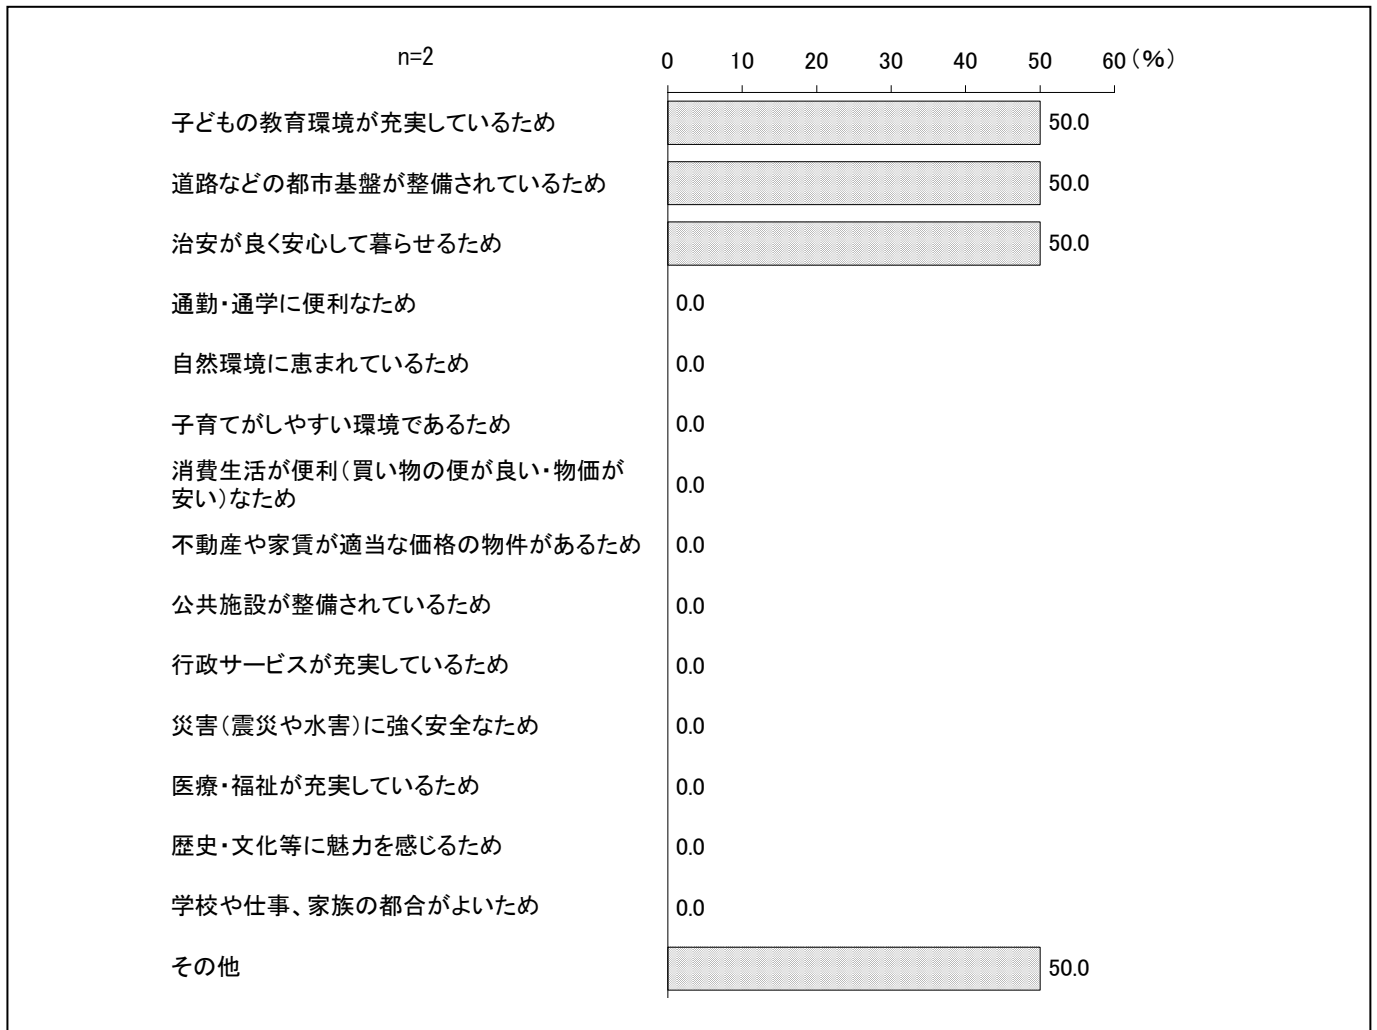 n=2
0 10 20 30 40 50 60 (%)
子どもの教育環境が充実しているため 50.0
道路などの都市基盤が整備されているため 50.0
治安が良く安心して暮らせるため 50.0
通勤・通学に便利なため 0.0
自然環境に恵まれているため 0.0
子育てがしやすい環境であるため 0.0
消費生活が便利(買い物の便が良い・物価が
安い)なため 0.0
不動産や家賃が適当な価格の物件があるため 0.0
公共施設が整備されているため 0.0
行政サービスが充実しているため 0.0
災害(震災や水害)に強く安全なため 0.0
医療・福祉が充実しているため 0.0
歴史・文化等に魅力を感じるため 0.0
学校や仕事、家族の都合がよいため 0.0
その他 50.0